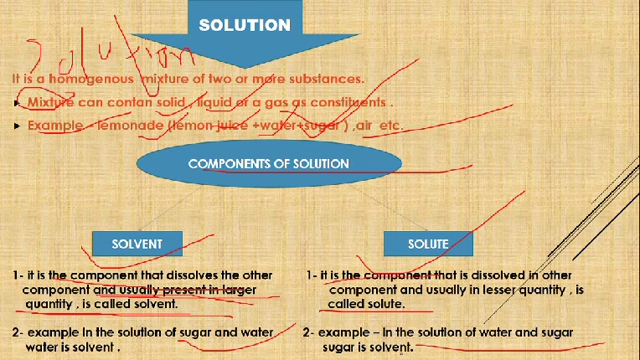 SOLUTION
Solution
It is a homogenous mixture of two or more substances.
Mixture can contan solid , liquid or a gas as constituents .
Example – lemonade (lemon juice +water+sugar ) ,air etc.
COMPONENTS OF SOLUTION
SOLVENT
SOLUTE
1- it is the component that dissolves the other
component and usually present in larger
quantity , is called solvent.
2- example in the solution of sugar and water
water is solvent .
1- it is the component that is dissolved in other
component and usually in lesser quantity , is
called solute.
2- example – in the solution of water and sugar
sugar is solvent.